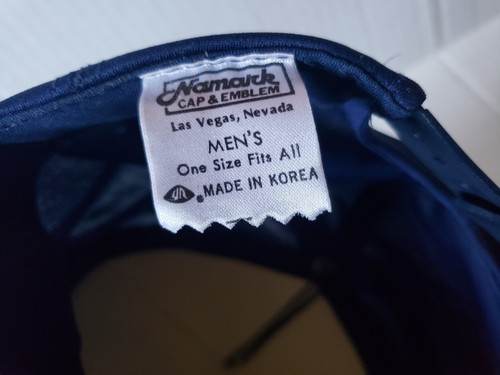 Namark
CAP & EMBLEM
Las Vegas, Nevada
MEN'S
One Size Fits All
MADE IN KOREA